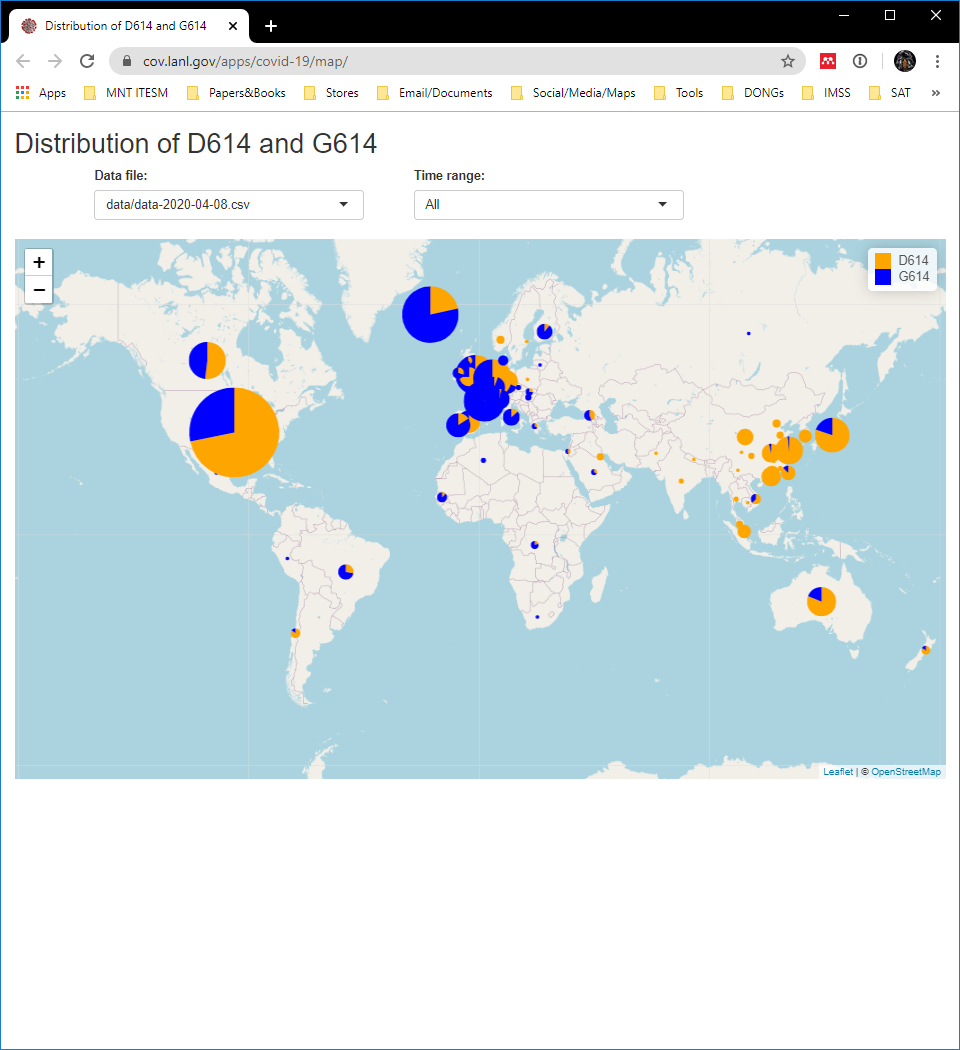 Distribution of D614 and G614
cov.lanl.gov/apps/covid-19/map/
Apps MNT ITESM Papers&Books Stores Email/Documents Social/Media/Maps Tools DONGs IMSS SAT »
Distribution of D614 and G614
Data file: Time range:
data/data-2020-04-08.csv All
+
−
D614
G614
Leaflet | © OpenStreetMap